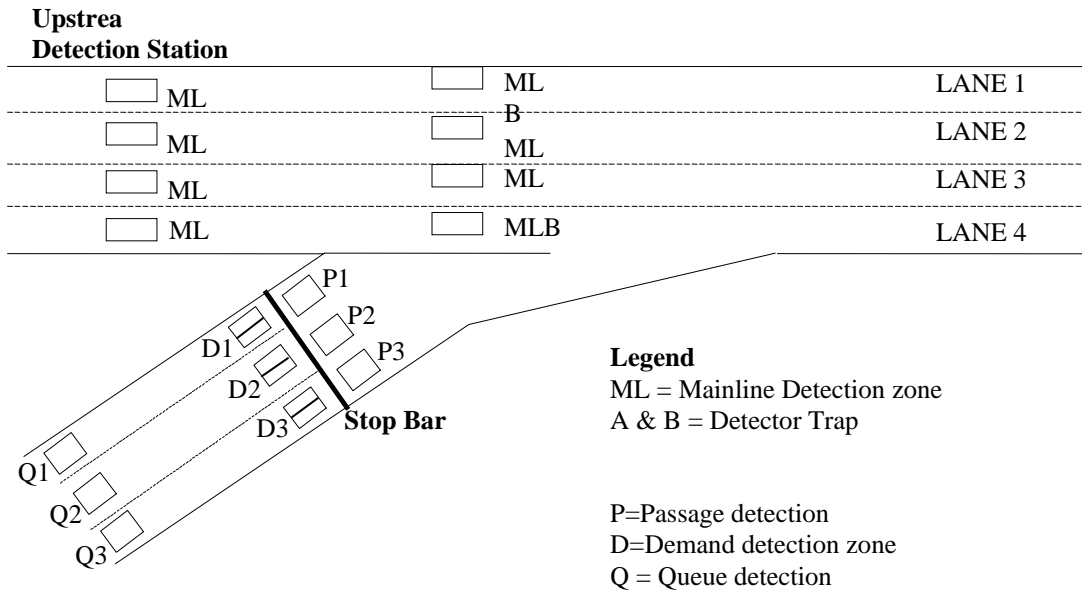 Upstrea
Detection Station
ML
LANE 1
ML
B
LANE 2
ML
ML
ML
LANE 3
ML
ML
MLB
LANE 4
P1
P2
D1
P3
D2
D3
Stop Bar
Q1
Q2
Q3
Legend
ML = Mainline Detection zone
A & B = Detector Trap
P=Passage detection
D=Demand detection zone
Q = Queue detection